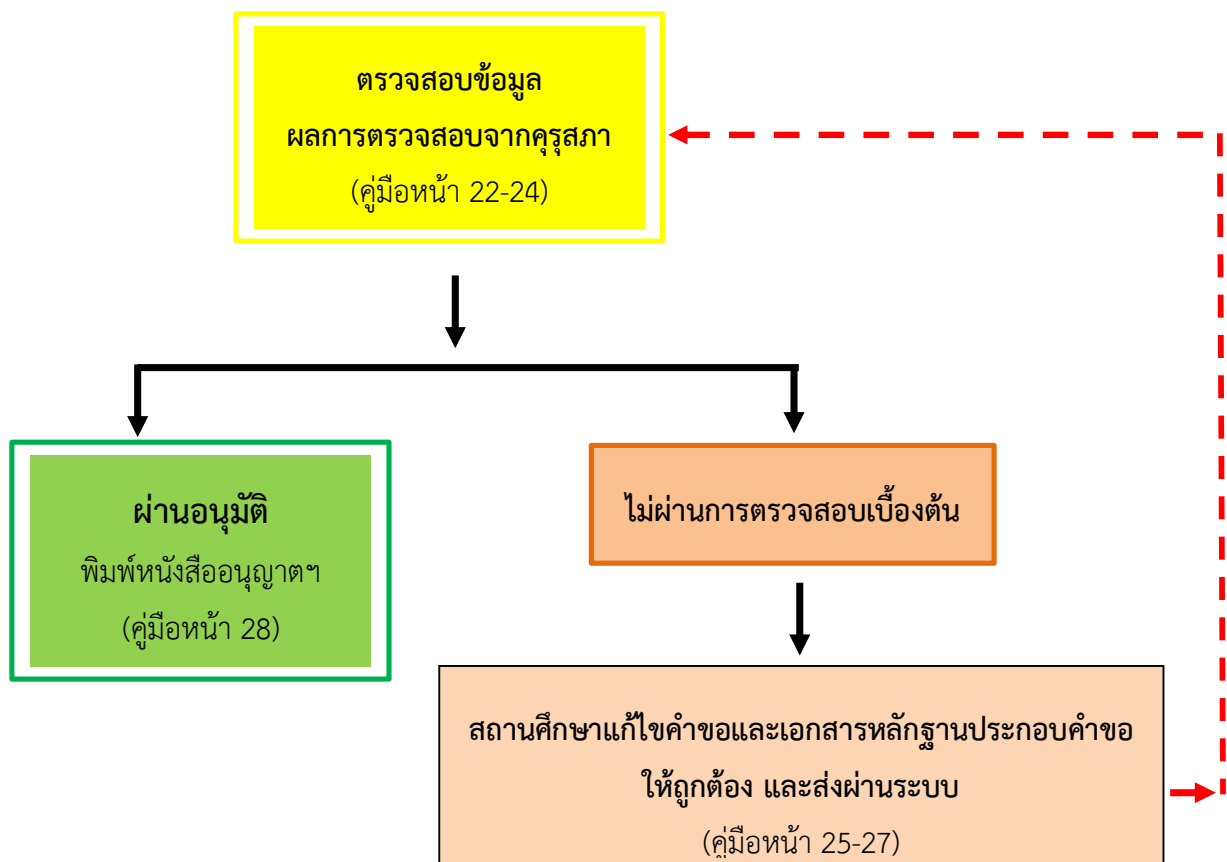 ตรวจสอบข้อมูล
ผลการตรวจสอบจากคุรุสภา
(คู่มือหน้า 22-24)
ผ่านอนุมัติ
พิมพ์หนังสืออนุญาตฯ
(คู่มือหน้า 28)
ไม่ผ่านการตรวจสอบเบื้องต้น
สถานศึกษาแก้ไขคำขอและเอกสารหลักฐานประกอบคำขอ
ให้ถูกต้อง และส่งผ่านระบบ
(คู่มือหน้า 25-27)